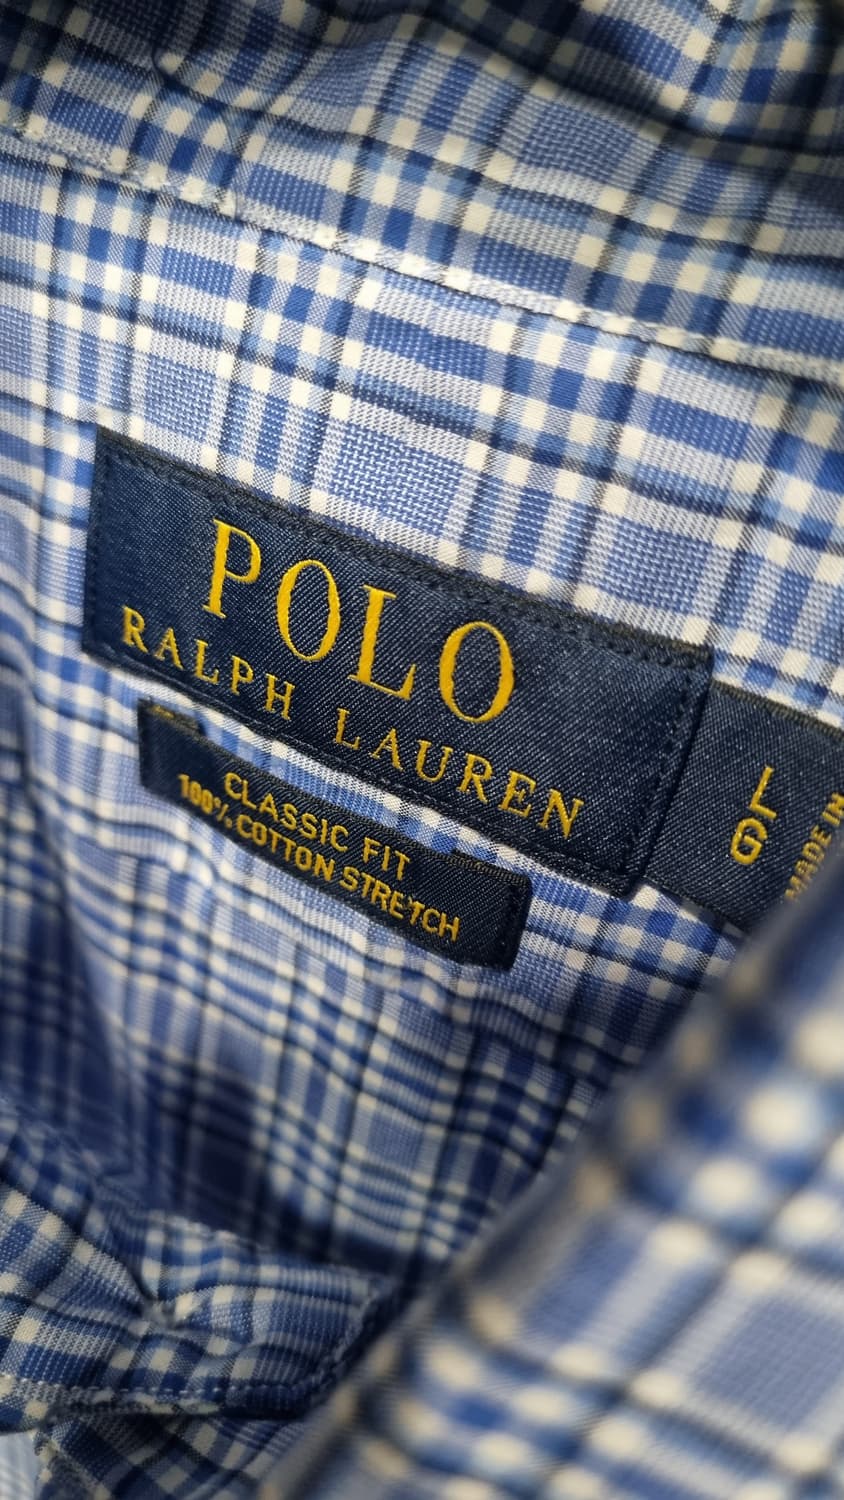 POLO
RALPH LAUREN
CLASSIC FIT
100% COTTON STRETCH
L
G
MADE IN